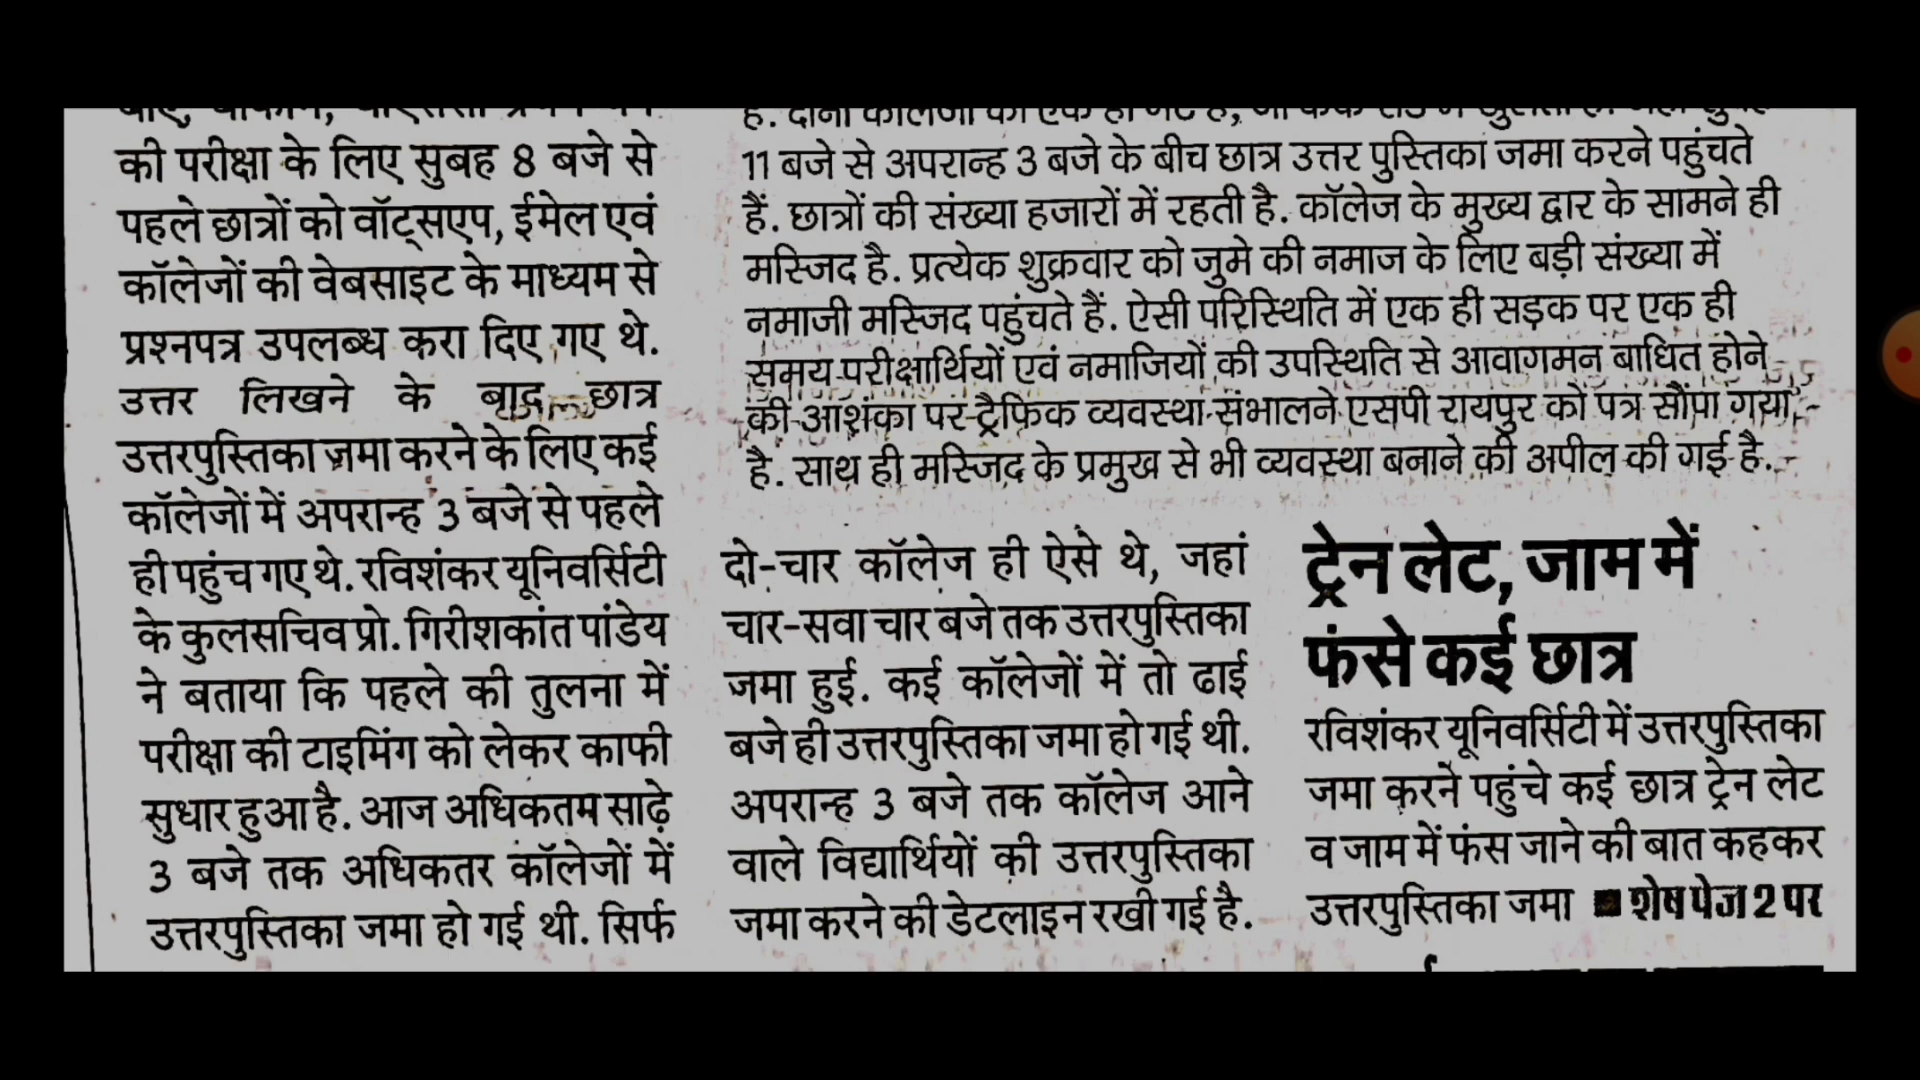 की परीक्षा के लिए सुबह 8 बजे से
पहले छात्रों को वॉट्सएप, ईमेल एवं
कॉलेजों की वेबसाइट के माध्यम से
प्रश्नपत्र उपलब्ध करा दिए गए थे.
उत्तर लिखने के बाद छात्र
उत्तरपुस्तिका जमा करने के लिए कई
कॉलेजों में अपरान्ह 3 बजे से पहले
ही पहुंच गए थे. रविशंकर यूनिवर्सिटी
के कुलसचिव प्रो. गिरीशकांत पांडेय
ने बताया कि पहले की तुलना में
परीक्षा की टाइमिंग को लेकर काफी
सुधार हुआ है. आज अधिकतम साढ़े
3 बजे तक अधिकतर कॉलेजों में
उत्तरपुस्तिका जमा हो गई थी. सिर्फ
है. दोनों कॉलेजों का एक ही गेट है,
11 बजे से अपरान्ह 3 बजे के बीच छात्र उत्तर पुस्तिका जमा करने पहुंचते
हैं. छात्रों की संख्या हजारों में रहती है. कॉलेज के मुख्य द्वार के सामने ही
मस्जिद है. प्रत्येक शुक्रवार को जुमे की नमाज के लिए बड़ी संख्या में
नमाजी मस्जिद पहुंचते हैं. ऐसी परिस्थिति में एक ही सड़क पर एक ही
समय परीक्षार्थियों एवं नमाजियों की उपस्थिति से आवागमन बाधित होने
की आशंका पर ट्रैफिक व्यवस्था संभालने एसपी रायपुर को पत्र सौंपा गया
है. साथ ही मस्जिद के प्रमुख से भी व्यवस्था बनाने की अपील की गई है.
दो-चार कॉलेज ही ऐसे थे, जहां
चार-सवा चार बजे तक उत्तरपुस्तिका
जमा हुई. कई कॉलेजों में तो ढाई
बजे ही उत्तरपुस्तिका जमा हो गई थी.
अपरान्ह 3 बजे तक कॉलेज आने
वाले विद्यार्थियों की उत्तरपुस्तिका
जमा करने की डेटलाइन रखी गई है.
ट्रेन लेट, जाम में
फंसे कई छात्र
रविशंकर यूनिवर्सिटी में उत्तरपुस्तिका
जमा करने पहुंचे कई छात्र ट्रेन लेट
व जाम में फंस जाने की बात कहकर
उत्तरपुस्तिका जमा ■ शेष पेज 2 पर